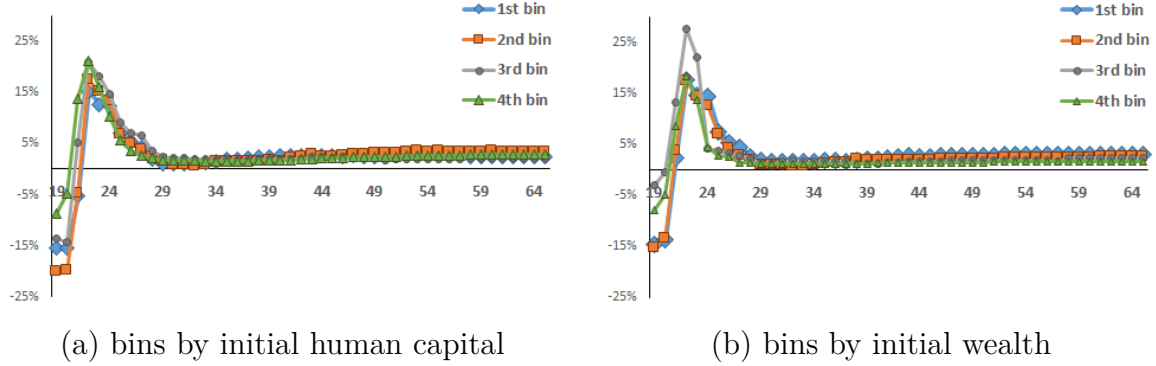 1st bin
2nd bin
3rd bin
4th bin
25%
15%
5%
-5%
-15%
-25%
19 24 29 34 39 44 49 54 59 64
(a) bins by initial human capital
1st bin
2nd bin
3rd bin
4th bin
25%
15%
5%
-5%
-15%
-25%
19 24 29 34 39 44 49 54 59 64
(b) bins by initial wealth